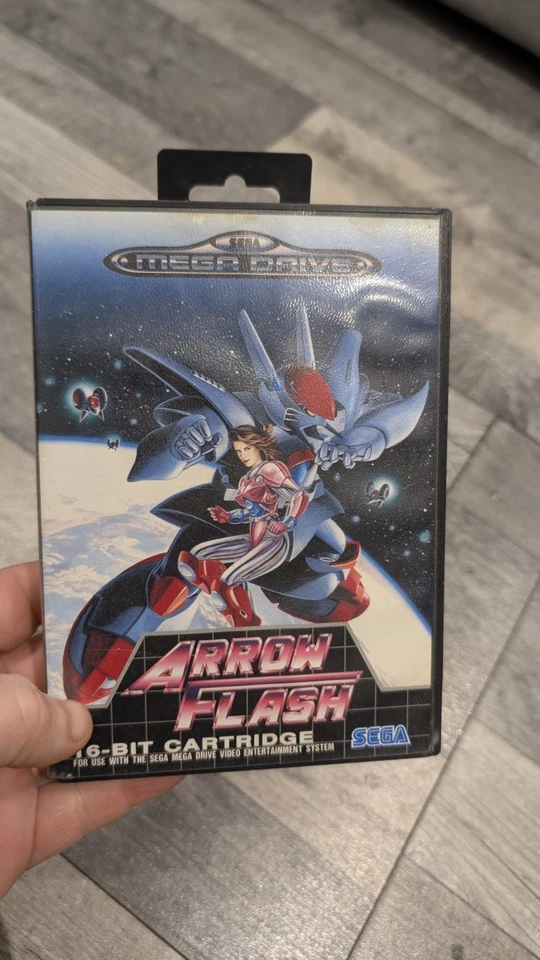 SEGA
MEGA DRIVE
ARROW
FLASH
16-BIT CARTRIDGE
FOR USE WITH THE SEGA MEGA DRIVE VIDEO ENTERTAINMENT SYSTEM
SEGA